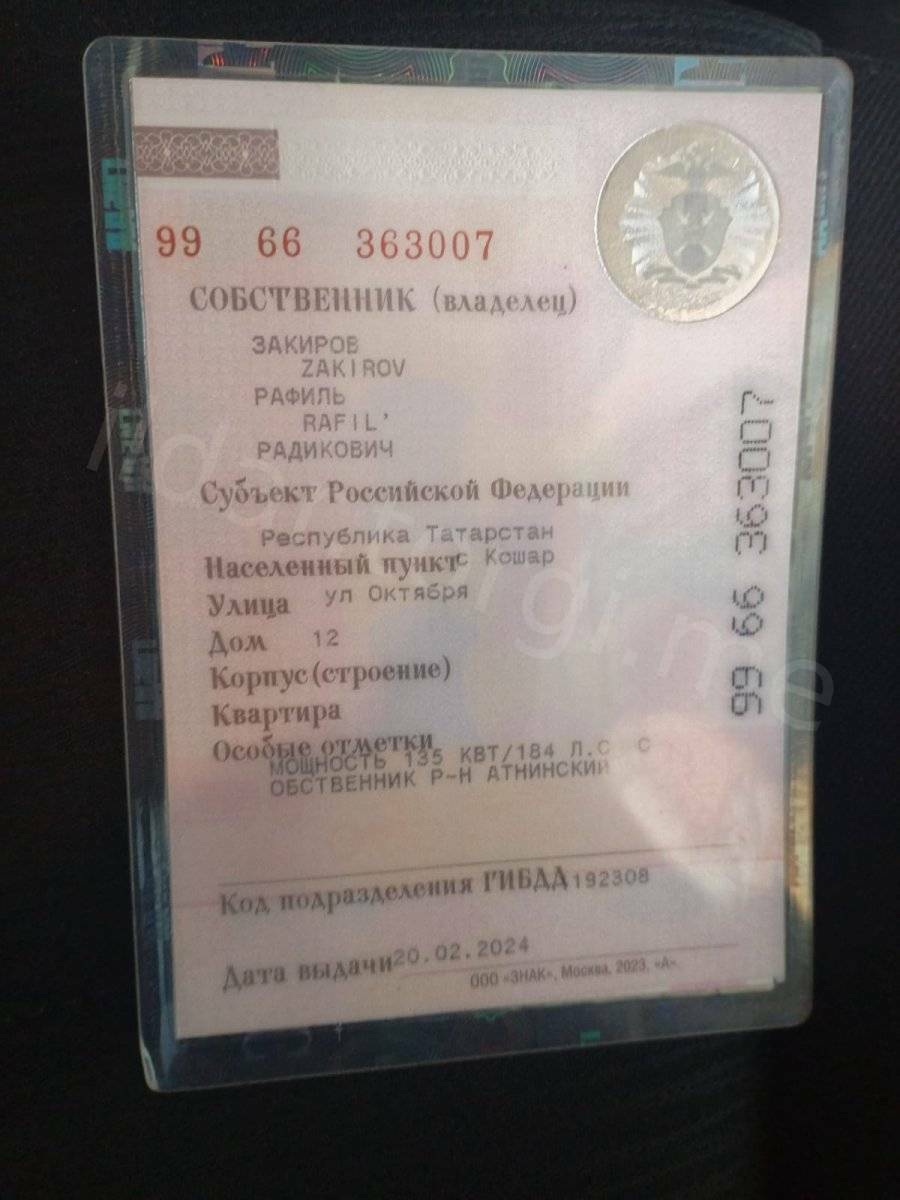 99 66 363007
СОБСТВЕННИК (владелец)
ЗАКИРОВ
ZAKIROV
РАФИЛЬ
RAFIL'
РАДИКОВИЧ
Субъект Российской Федерации
Республика Татарстан
Населенный пункт с Кошар
Улица ул Октября
Дом 12
Корпус (строение)
Квартира
Особые отметки
МОЩНОСТЬ 135 КВТ/184 Л.С С
ОБСТВЕННИК Р-Н АТНИНСКИЙ
Код подразделения ГИБДД 192308
Дата выдачи 20.02.2024
ООО «ЗНАК», Москва, 2023, «А».
99 66 363007